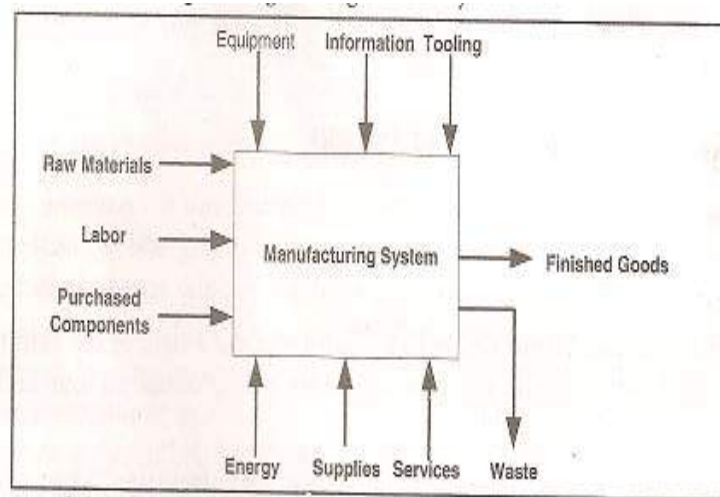 Equipment Information Tooling
Raw Materials
Labor
Manufacturing System
Finished Goods
Purchased
Components
Energy Supplies Services Waste